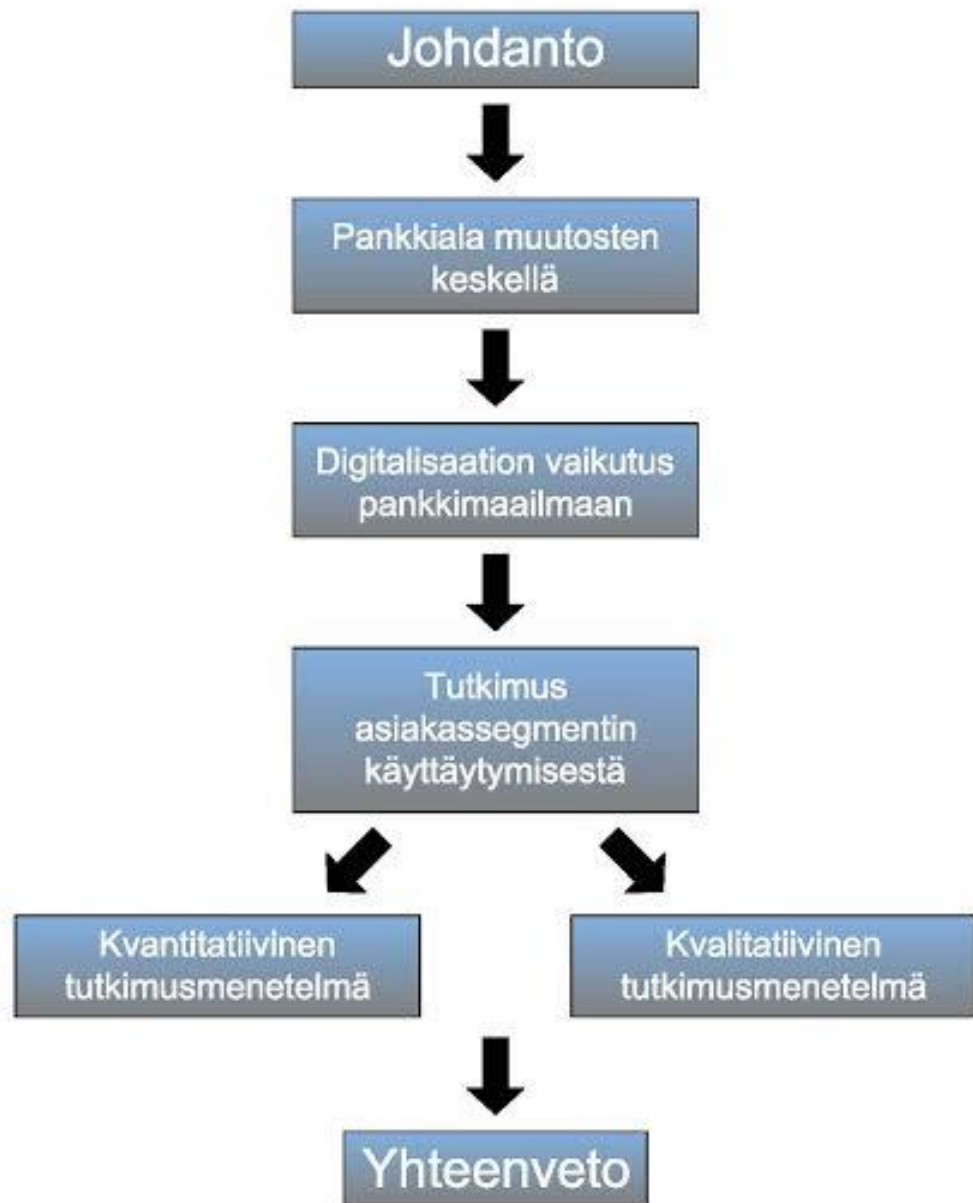 Johdanto
Pankkiala muutosten
keskellä
Digitalisaation vaikutus
pankkimaailmaan
Tutkimus
asiakassegmentin
käyttäytymisestä
Kvantitatiivinen
tutkimusmenetelmä
Kvalitatiivinen
tutkimusmenetelmä
Yhteenveto